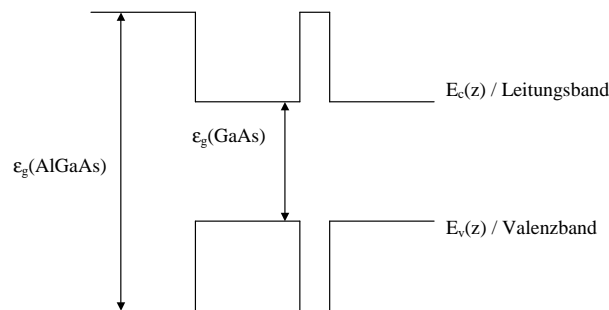 E_c(z) / Leitungsband
ε_g(GaAs)
ε_g(AlGaAs)
E_v(z) / Valenzband